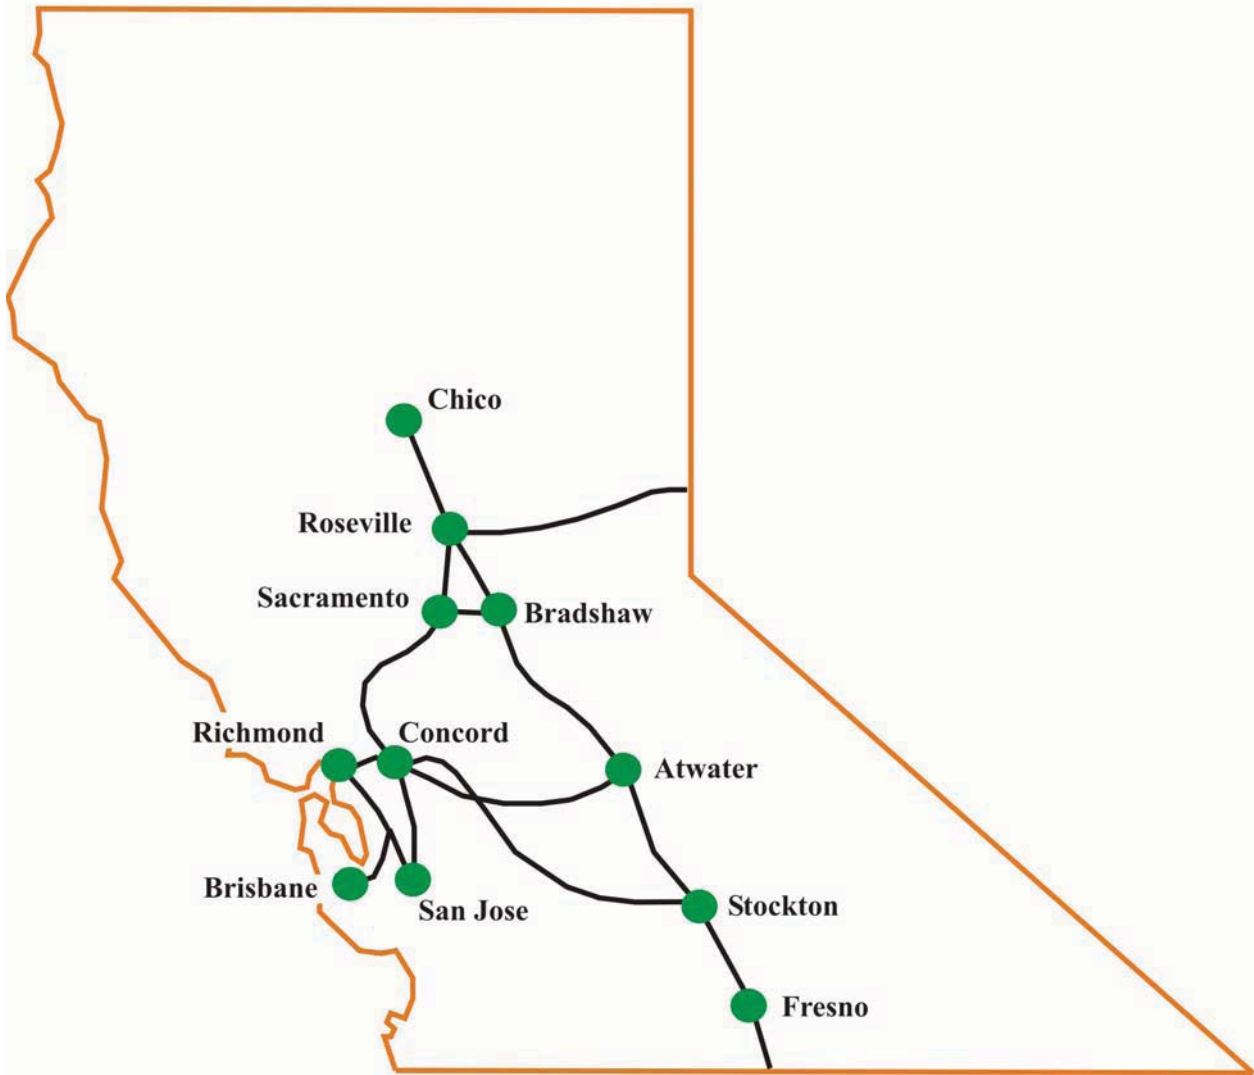 Chico
Roseville
Sacramento
Bradshaw
Richmond
Concord
Atwater
Brisbane
San Jose
Stockton
Fresno